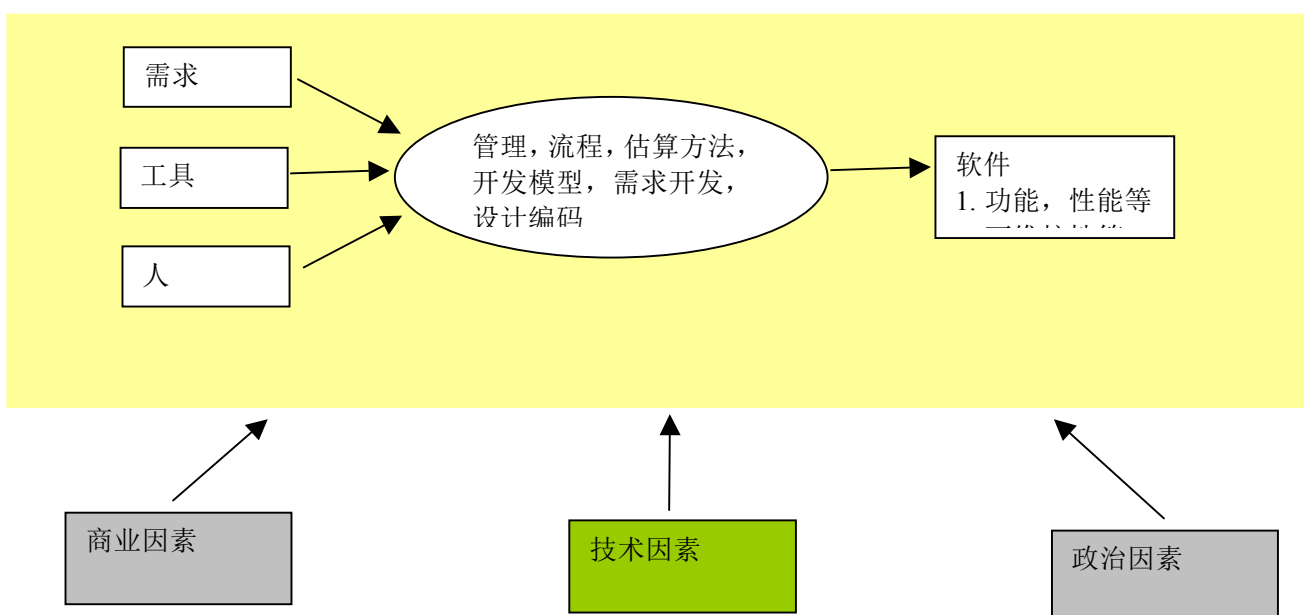 需求
工具
人
管理，流程，估算方法，
开发模型，需求开发，
设计编码
软件
1. 功能，性能等
商业因素
技术因素
政治因素